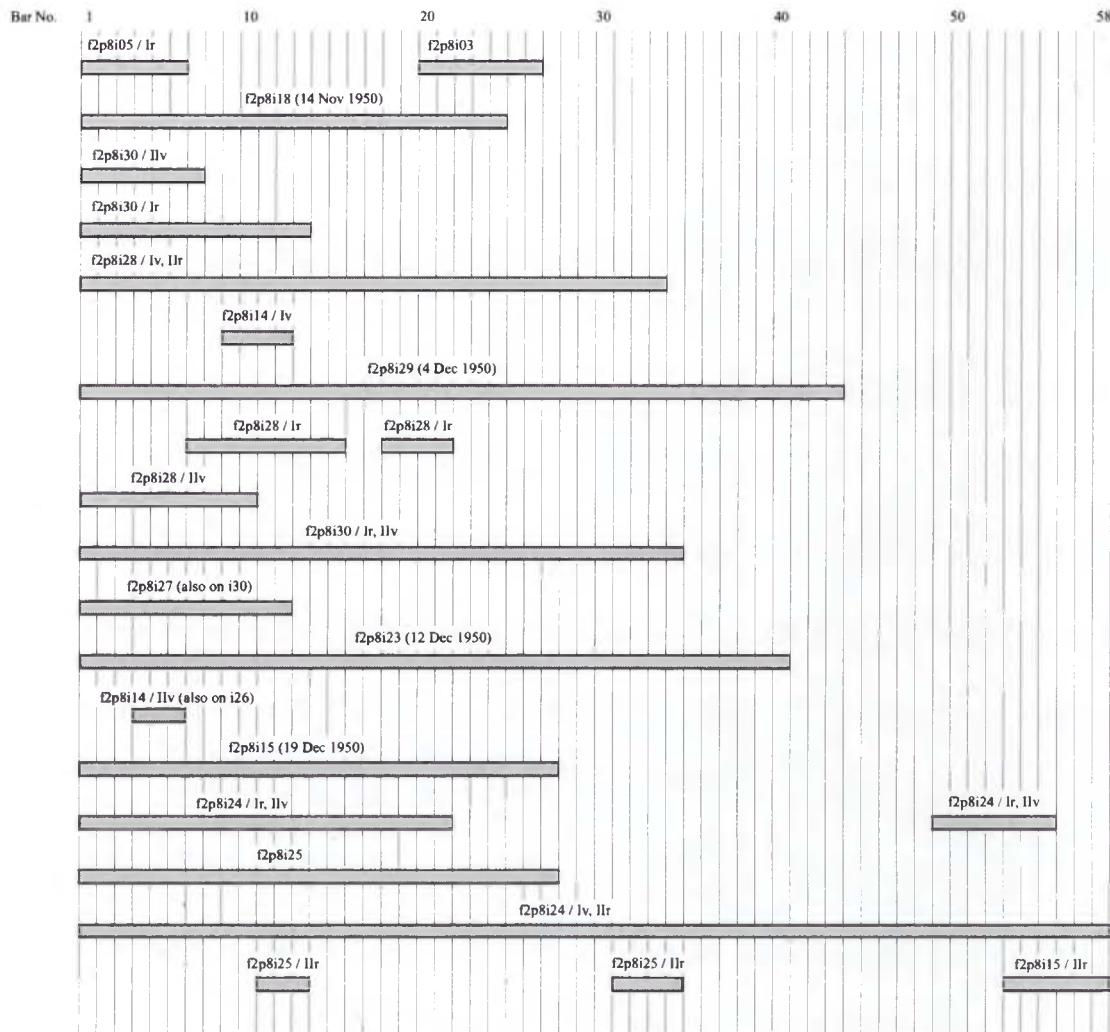 Bar No. 1 10 20 30 40 50 58
f2p8i05 / Ir f2p8i03
f2p8i18 (14 Nov 1950)
f2p8i30 / IIv
f2p8i30 / Ir
f2p8i28 / Iv, IIr
f2p8i14 / Iv
f2p8i29 (4 Dec 1950)
f2p8i28 / Ir f2p8i28 / Ir
f2p8i28 / IIv
f2p8i30 / Ir, IIv
f2p8i27 (also on i30)
f2p8i23 (12 Dec 1950)
f2p8i14 / IIv (also on i26)
f2p8i15 (19 Dec 1950)
f2p8i24 / Ir, IIv f2p8i24 / Ir, IIv
f2p8i25
f2p8i24 / Iv, IIr
f2p8i25 / IIr f2p8i25 / IIr f2p8i15 / IIr